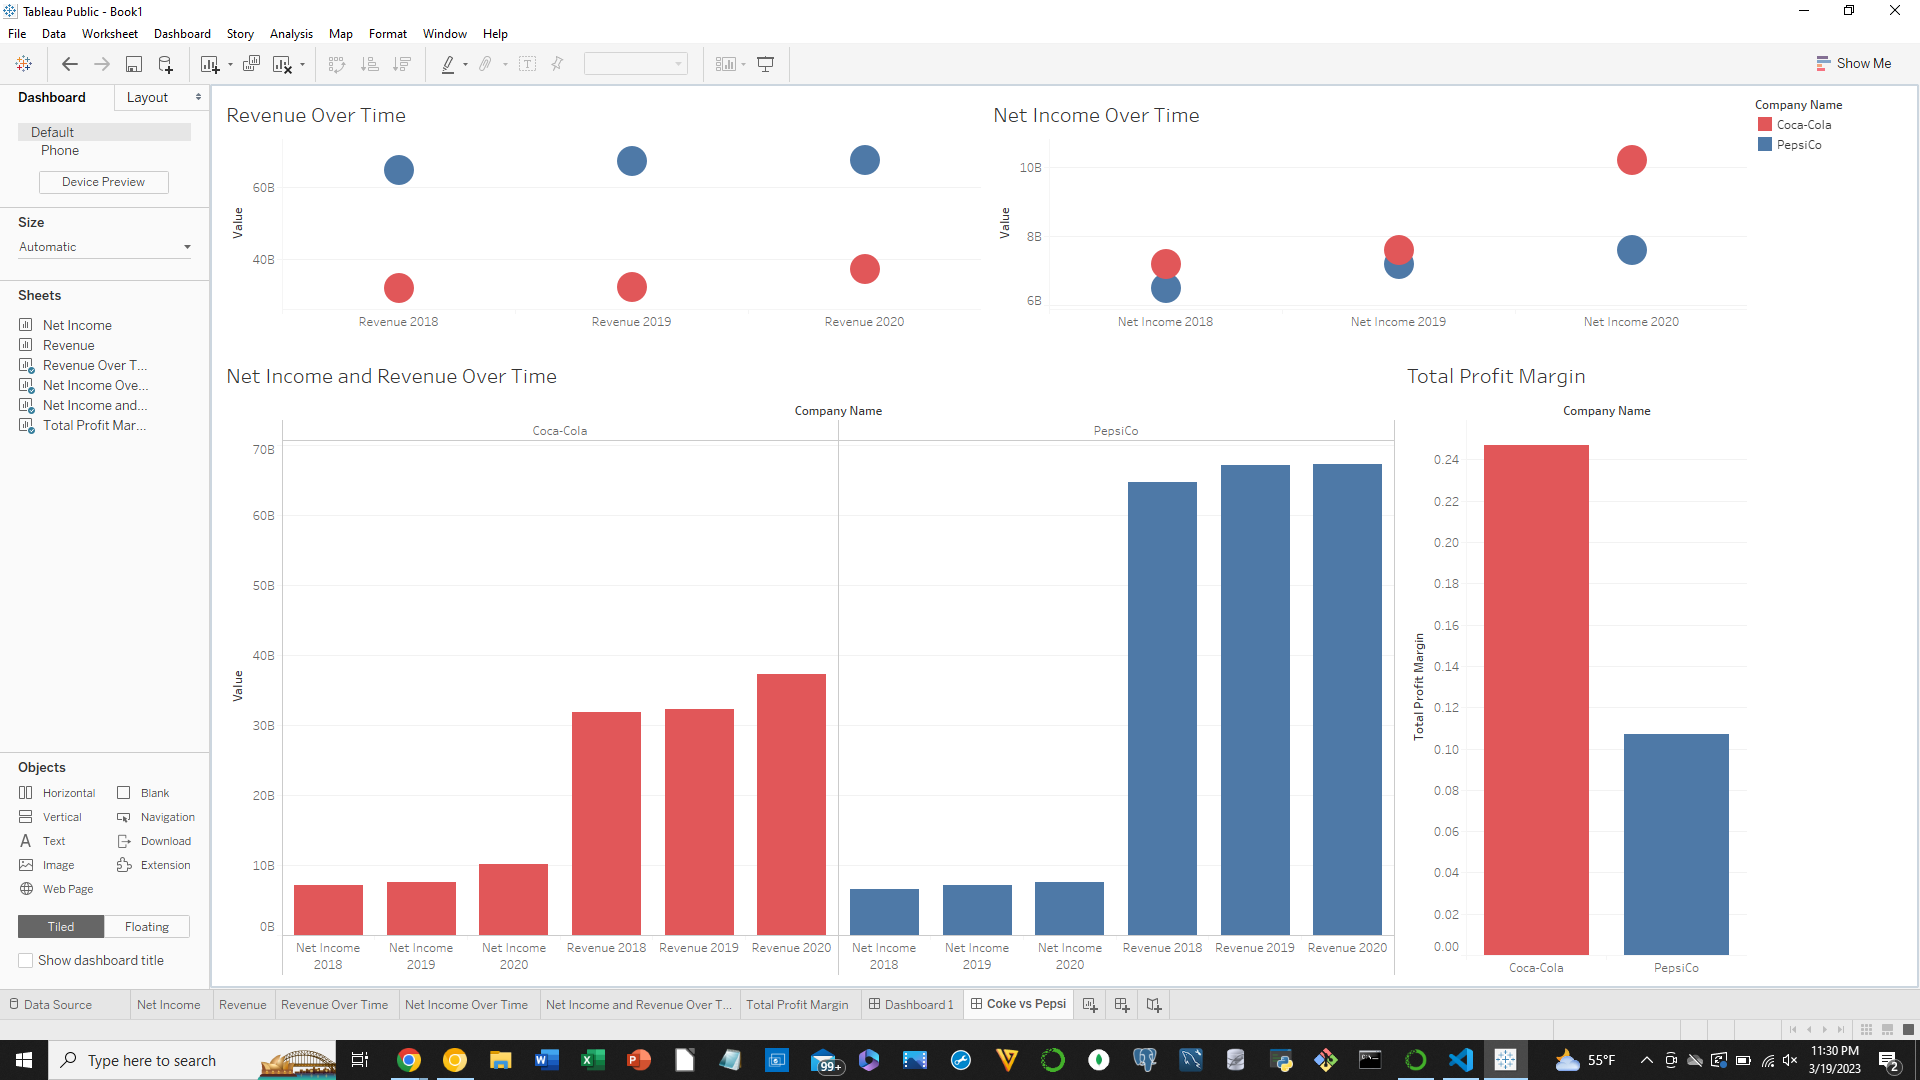 Tableau Public - Book1
File Data Worksheet Dashboard Story Analysis Map Format Window Help
Show Me
Dashboard Layout
Default
Phone
Device Preview
Size
Automatic
Sheets
Net Income
Revenue
Revenue Over T...
Net Income Ove...
Net Income and...
Total Profit Mar...
Objects
Horizontal Blank
Vertical Navigation
Text Download
Image Extension
Web Page
Tiled Floating
Show dashboard title
Revenue Over Time
Value
60B
40B
Revenue 2018 Revenue 2019 Revenue 2020
Net Income Over Time
Value
10B
8B
6B
Net Income 2018 Net Income 2019 Net Income 2020
Company Name
Coca-Cola
PepsiCo
Net Income and Revenue Over Time
Company Name
Coca-Cola PepsiCo
Value
70B
60B
50B
40B
30B
20B
10B
0B
Net Income 2018 Net Income 2019 Net Income 2020 Revenue 2018 Revenue 2019 Revenue 2020 Net Income 2018 Net Income 2019 Net Income 2020 Revenue 2018 Revenue 2019 Revenue 2020
Total Profit Margin
Company Name
Total Profit Margin
0.24
0.22
0.20
0.18
0.16
0.14
0.12
0.10
0.08
0.06
0.04
0.02
0.00
Coca-Cola PepsiCo
Data Source Net Income Revenue Revenue Over Time Net Income Over Time Net Income and Revenue Over T... Total Profit Margin Dashboard 1 Coke vs Pepsi
Type here to search
99+
55°F
11:30 PM
3/19/2023
2